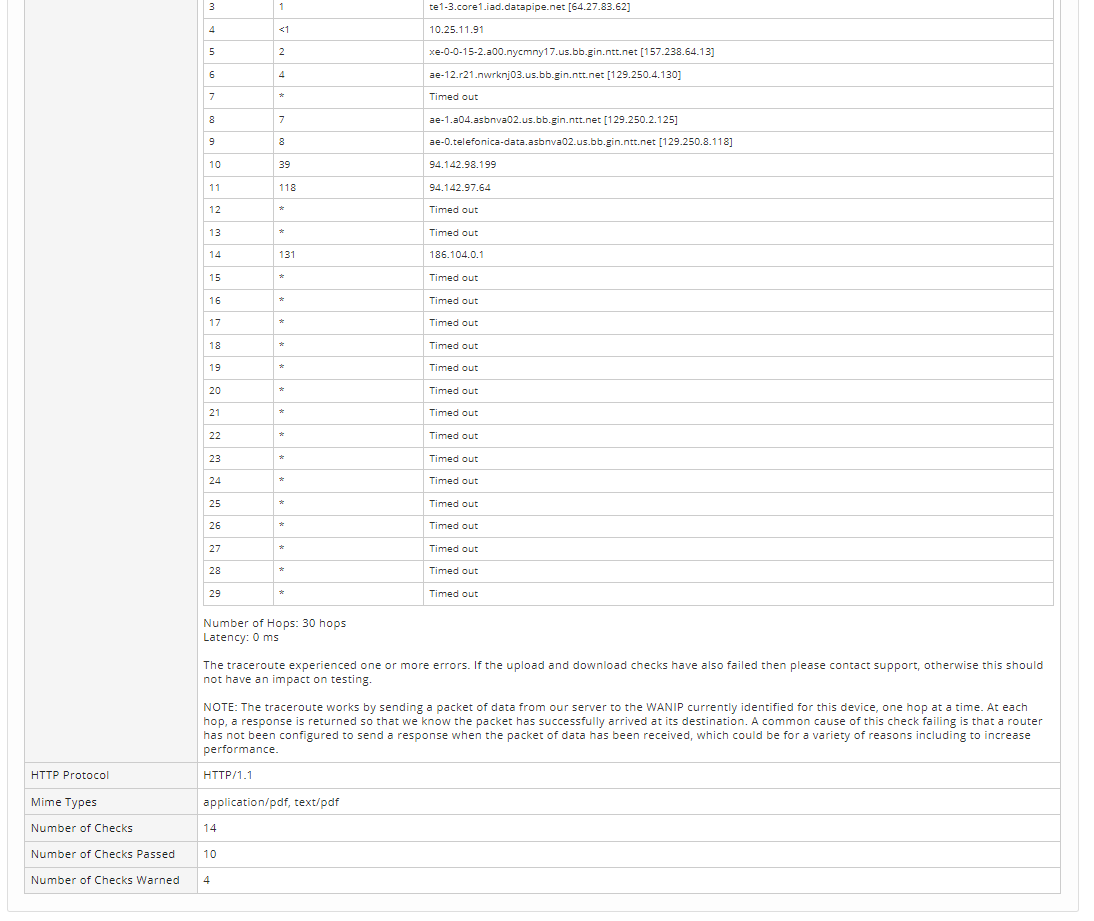 3 1 te1-3.core1.iad.datapipe.net [64.27.83.62]
4 <1 10.25.11.91
5 2 xe-0-0-15-2.a00.nycmny17.us.bb.gin.ntt.net [157.238.64.13]
6 4 ae-12.r21.nwrknj03.us.bb.gin.ntt.net [129.250.4.130]
7 * Timed out
8 7 ae-1.a04.asbnva02.us.bb.gin.ntt.net [129.250.2.125]
9 8 ae-0.telefonica-data.asbnva02.us.bb.gin.ntt.net [129.250.8.118]
10 39 94.142.98.199
11 118 94.142.97.64
12 * Timed out
13 * Timed out
14 131 186.104.0.1
15 * Timed out
16 * Timed out
17 * Timed out
18 * Timed out
19 * Timed out
20 * Timed out
21 * Timed out
22 * Timed out
23 * Timed out
24 * Timed out
25 * Timed out
26 * Timed out
27 * Timed out
28 * Timed out
29 * Timed out
Number of Hops: 30 hops
Latency: 0 ms
The traceroute experienced one or more errors. If the upload and download checks have also failed then please contact support, otherwise this should
not have an impact on testing.
NOTE: The traceroute works by sending a packet of data from our server to the WANIP currently identified for this device, one hop at a time. At each
hop, a response is returned so that we know the packet has successfully arrived at its destination. A common cause of this check failing is that a router
has not been configured to send a response when the packet of data has been received, which could be for a variety of reasons including to increase
performance.
HTTP Protocol HTTP/1.1
Mime Types application/pdf, text/pdf
Number of Checks 14
Number of Checks Passed 10
Number of Checks Warned 4